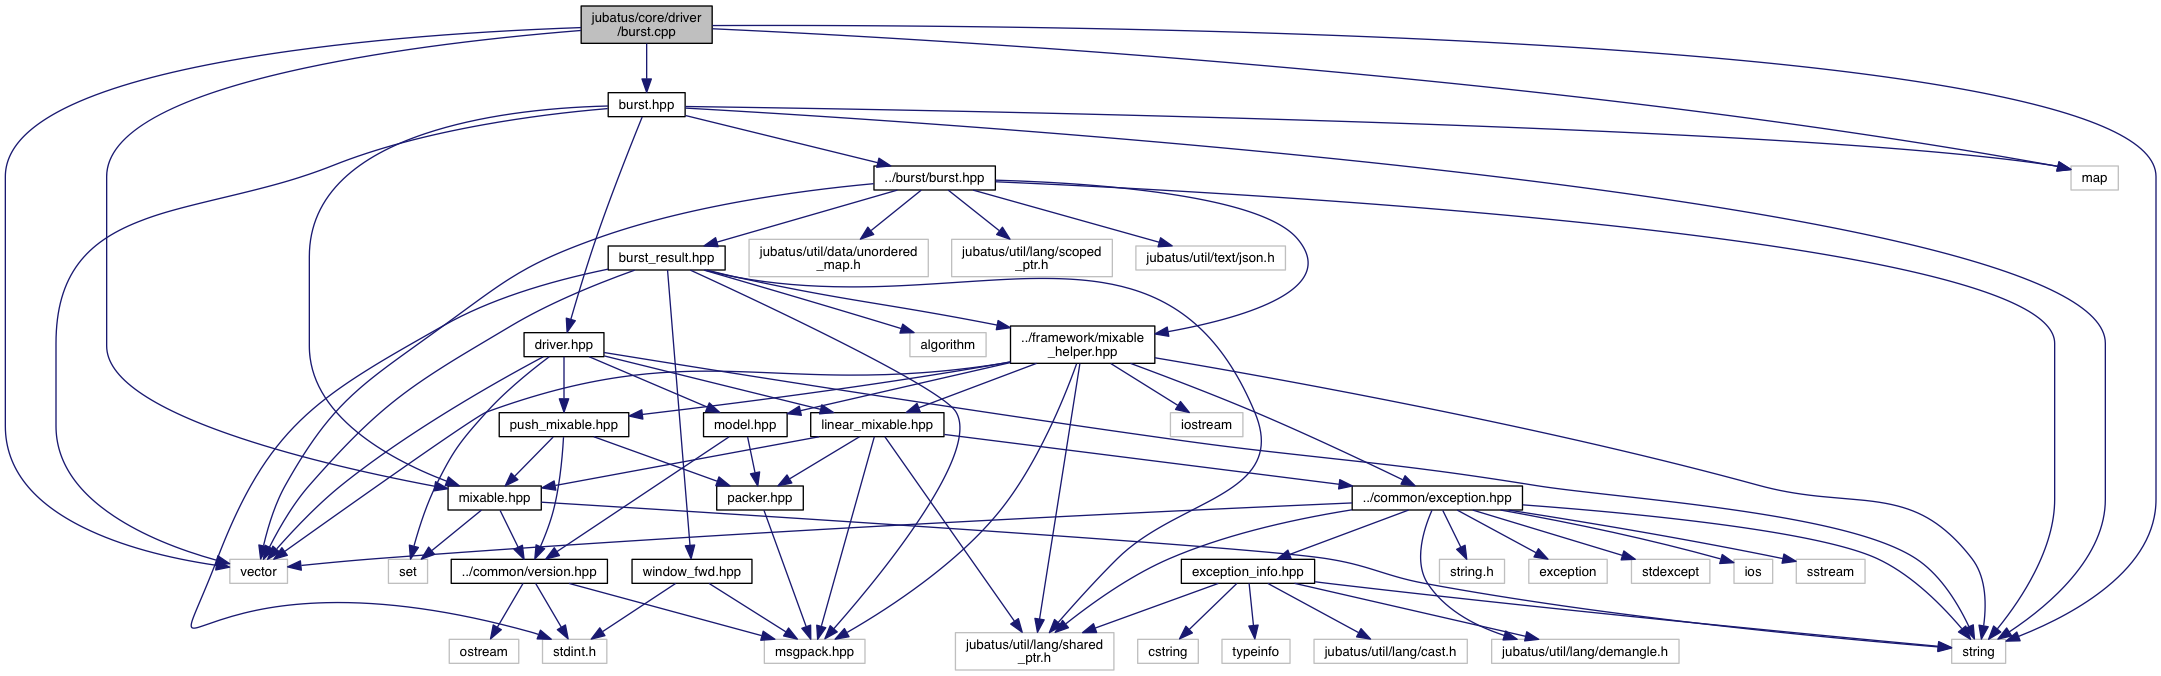 jubatus/core/driver
/burst.cpp
burst.hpp
../burst/burst.hpp
map
burst_result.hpp
jubatus/util/data/unordered
_map.h
jubatus/util/lang/scoped
_ptr.h
jubatus/util/text/json.h
driver.hpp
algorithm
../framework/mixable
_helper.hpp
push_mixable.hpp
model.hpp
linear_mixable.hpp
iostream
mixable.hpp
packer.hpp
../common/exception.hpp
vector
set
../common/version.hpp
window_fwd.hpp
exception_info.hpp
string.h
exception
stdexcept
ios
sstream
ostream
stdint.h
msgpack.hpp
jubatus/util/lang/shared
_ptr.h
cstring
typeinfo
jubatus/util/lang/cast.h
jubatus/util/lang/demangle.h
string